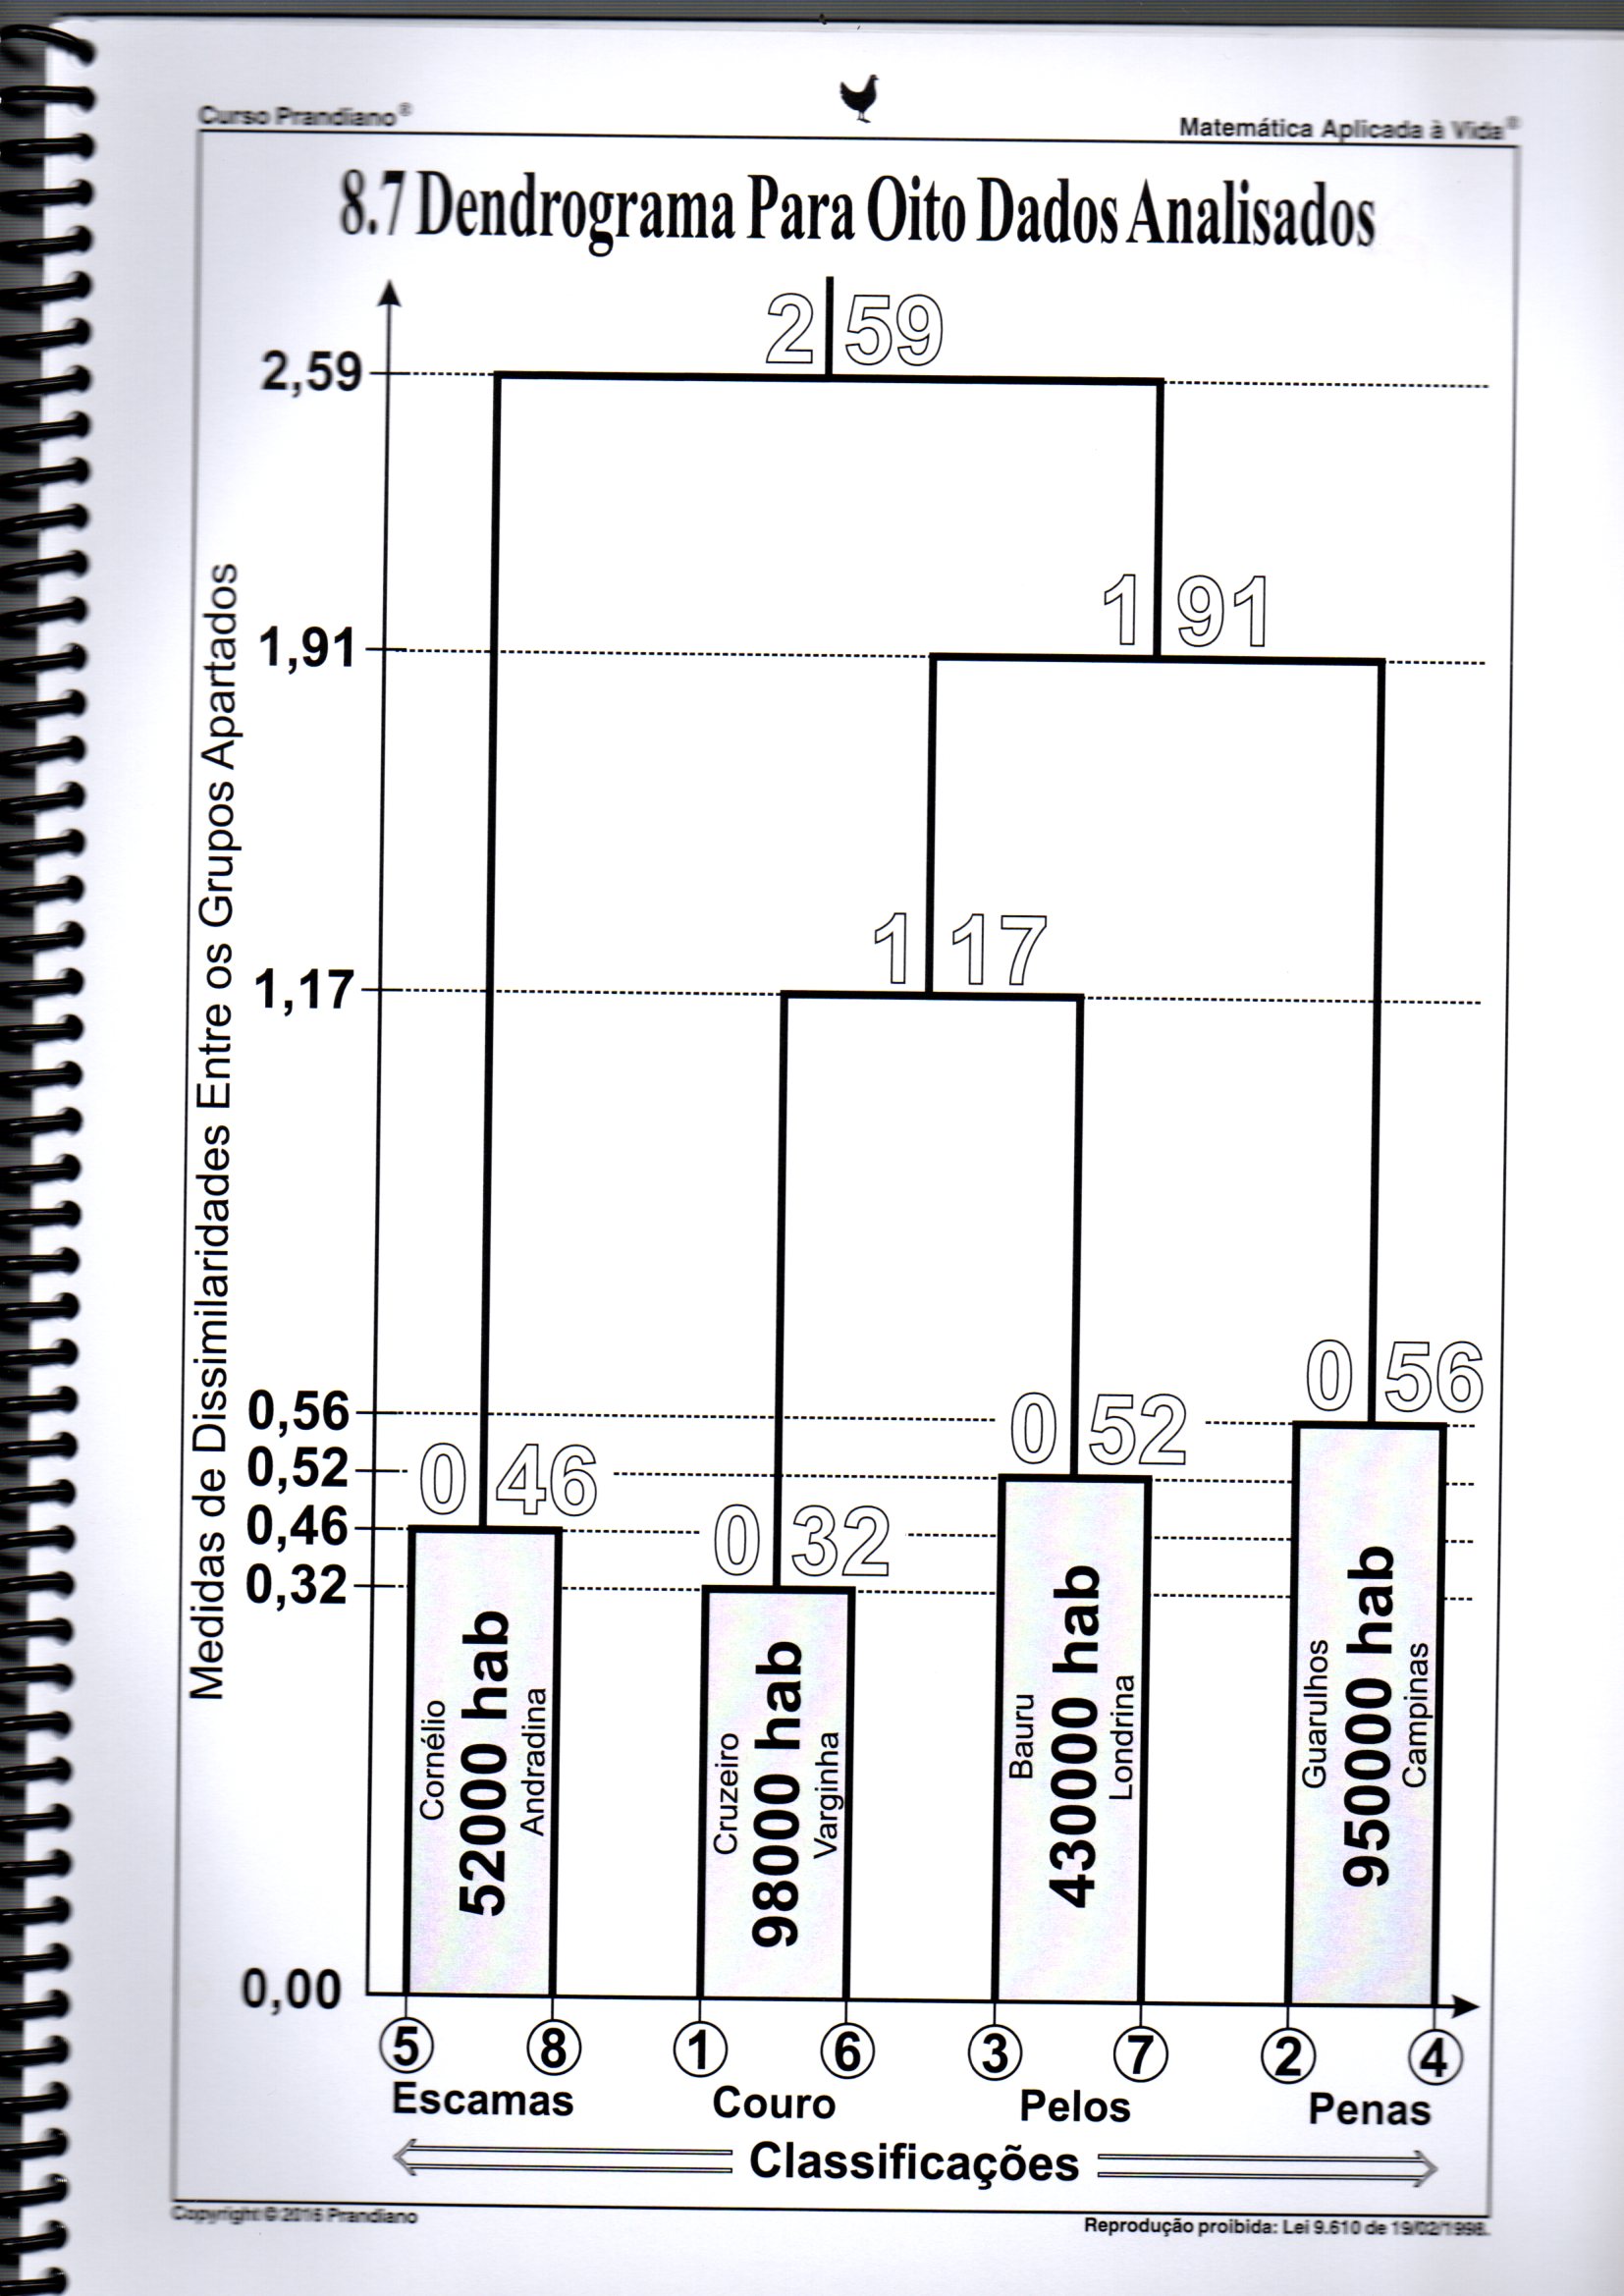 Curso Prandiano®
Matemática Aplicada à Vida®
8.7 Dendrograma Para Oito Dados Analisados
2 59
2,59
1 91
1,91
1 17
1,17
Medidas de Dissimilaridades Entre os Grupos Apartados
0 56
0,56
0 52
0,52
0 46
0,46
0 32
0,32
Cornélio
52000 hab
Andradina
Cruzeiro
98000 hab
Varginha
Bauru
430000 hab
Londrina
Guarulhos
950000 hab
Campinas
0,00
5 8 1 6 3 7 2 4
Escamas Couro Pelos Penas
Classificações
Copyright © 2016 Prandiano
Reprodução proibida: Lei 9.610 de 19/02/1998.